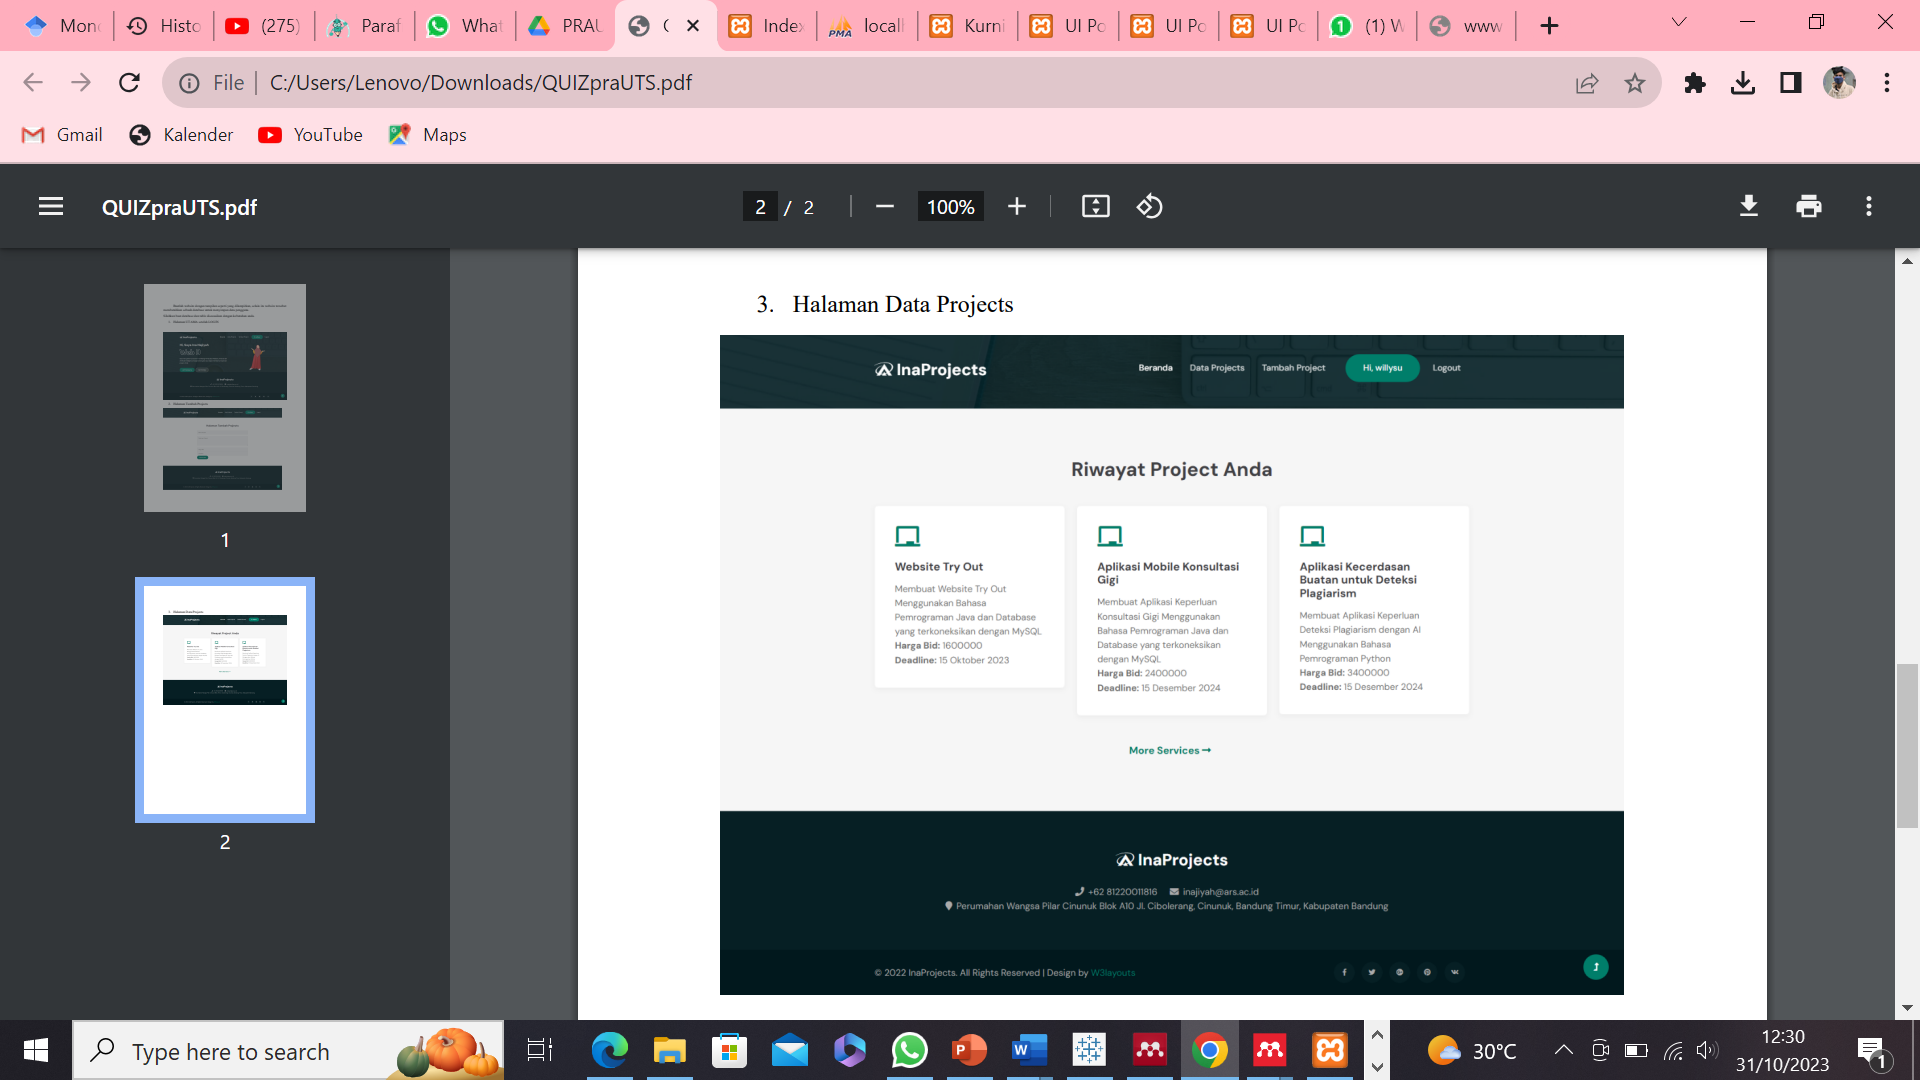 Mon
Histo
(275)
Paraf
What
PRAU
Index
locall
Kurni
UI Po
UI Po
UI Po
(1) W
www
File
C:/Users/Lenovo/Downloads/QUIZpraUTS.pdf
Gmail
Kalender
YouTube
Maps
QUIZpraUTS.pdf
2 / 2
100%
1
2
3. Halaman Data Projects
InaProjects
Beranda
Data Projects
Tambah Project
Hi, willysu
Logout
Riwayat Project Anda
Website Try Out
Membuat Website Try Out
Menggunakan Bahasa
Pemrograman Java dan Database
yang terkoneksikan dengan MySQL
Harga Bid: 1600000
Deadline: 15 Oktober 2023
Aplikasi Mobile Konsultasi
Gigi
Membuat Aplikasi Keperluan
Konsultasi Gigi Menggunakan
Bahasa Pemrograman Java dan
Database yang terkoneksikan
dengan MySQL
Harga Bid: 2400000
Deadline: 15 Desember 2024
Aplikasi Kecerdasan
Buatan untuk Deteksi
Plagiarism
Membuat Aplikasi Keperluan
Deteksi Plagiarism dengan AI
Menggunakan Bahasa
Pemrograman Python
Harga Bid: 3400000
Deadline: 15 Desember 2024
More Services
InaProjects
+62 81220011816
inajiyah@ars.ac.id
Perumahan Wangsa Pilar Cinunuk Blok A10 Jl. Cibolerang, Cinunuk, Bandung Timur, Kabupaten Bandung
© 2022 InaProjects. All Rights Reserved | Design by W3layouts
Type here to search
30°C
12:30
31/10/2023
1